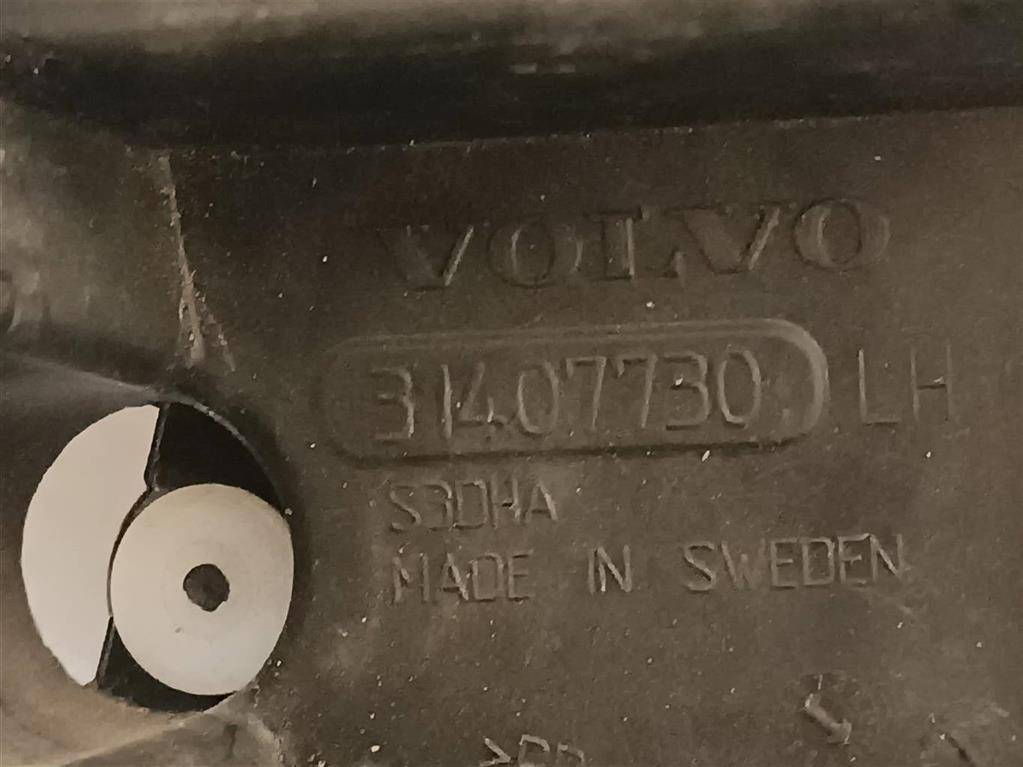 VOLVO
31407730 LH
S3DHA
MADE IN SWEDEN